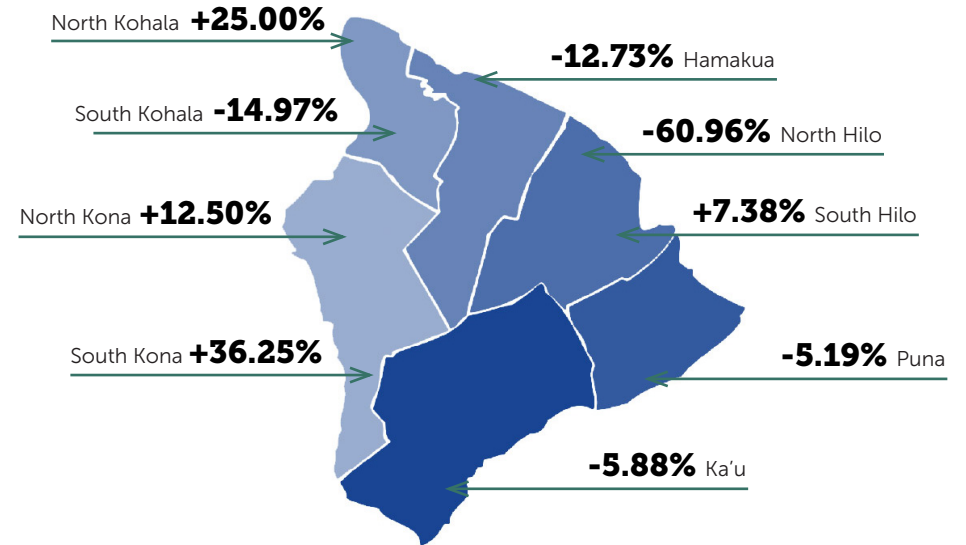 North Kohala +25.00%
-12.73% Hamakua
South Kohala -14.97%
-60.96% North Hilo
North Kona +12.50%
+7.38% South Hilo
South Kona +36.25%
-5.19% Puna
-5.88% Ka’u